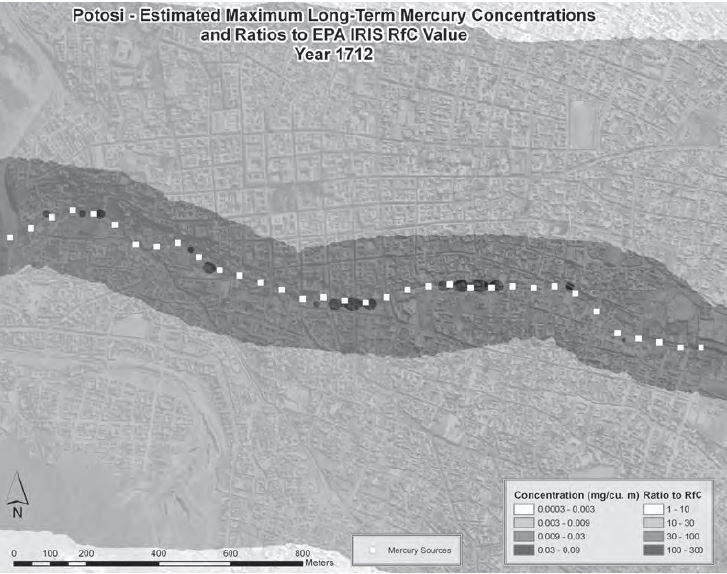 Potosi - Estimated Maximum Long-Term Mercury Concentrations
and Ratios to EPA IRIS RfC Value
Year 1712
N
0 100 200 400 600 800
Meters
Mercury Sources
Concentration (mg/cu. m) Ratio to RfC
0.0003 - 0.003 1 - 10
0.003 - 0.009 10 - 30
0.009 - 0.03 30 - 100
0.03 - 0.09 100 - 300